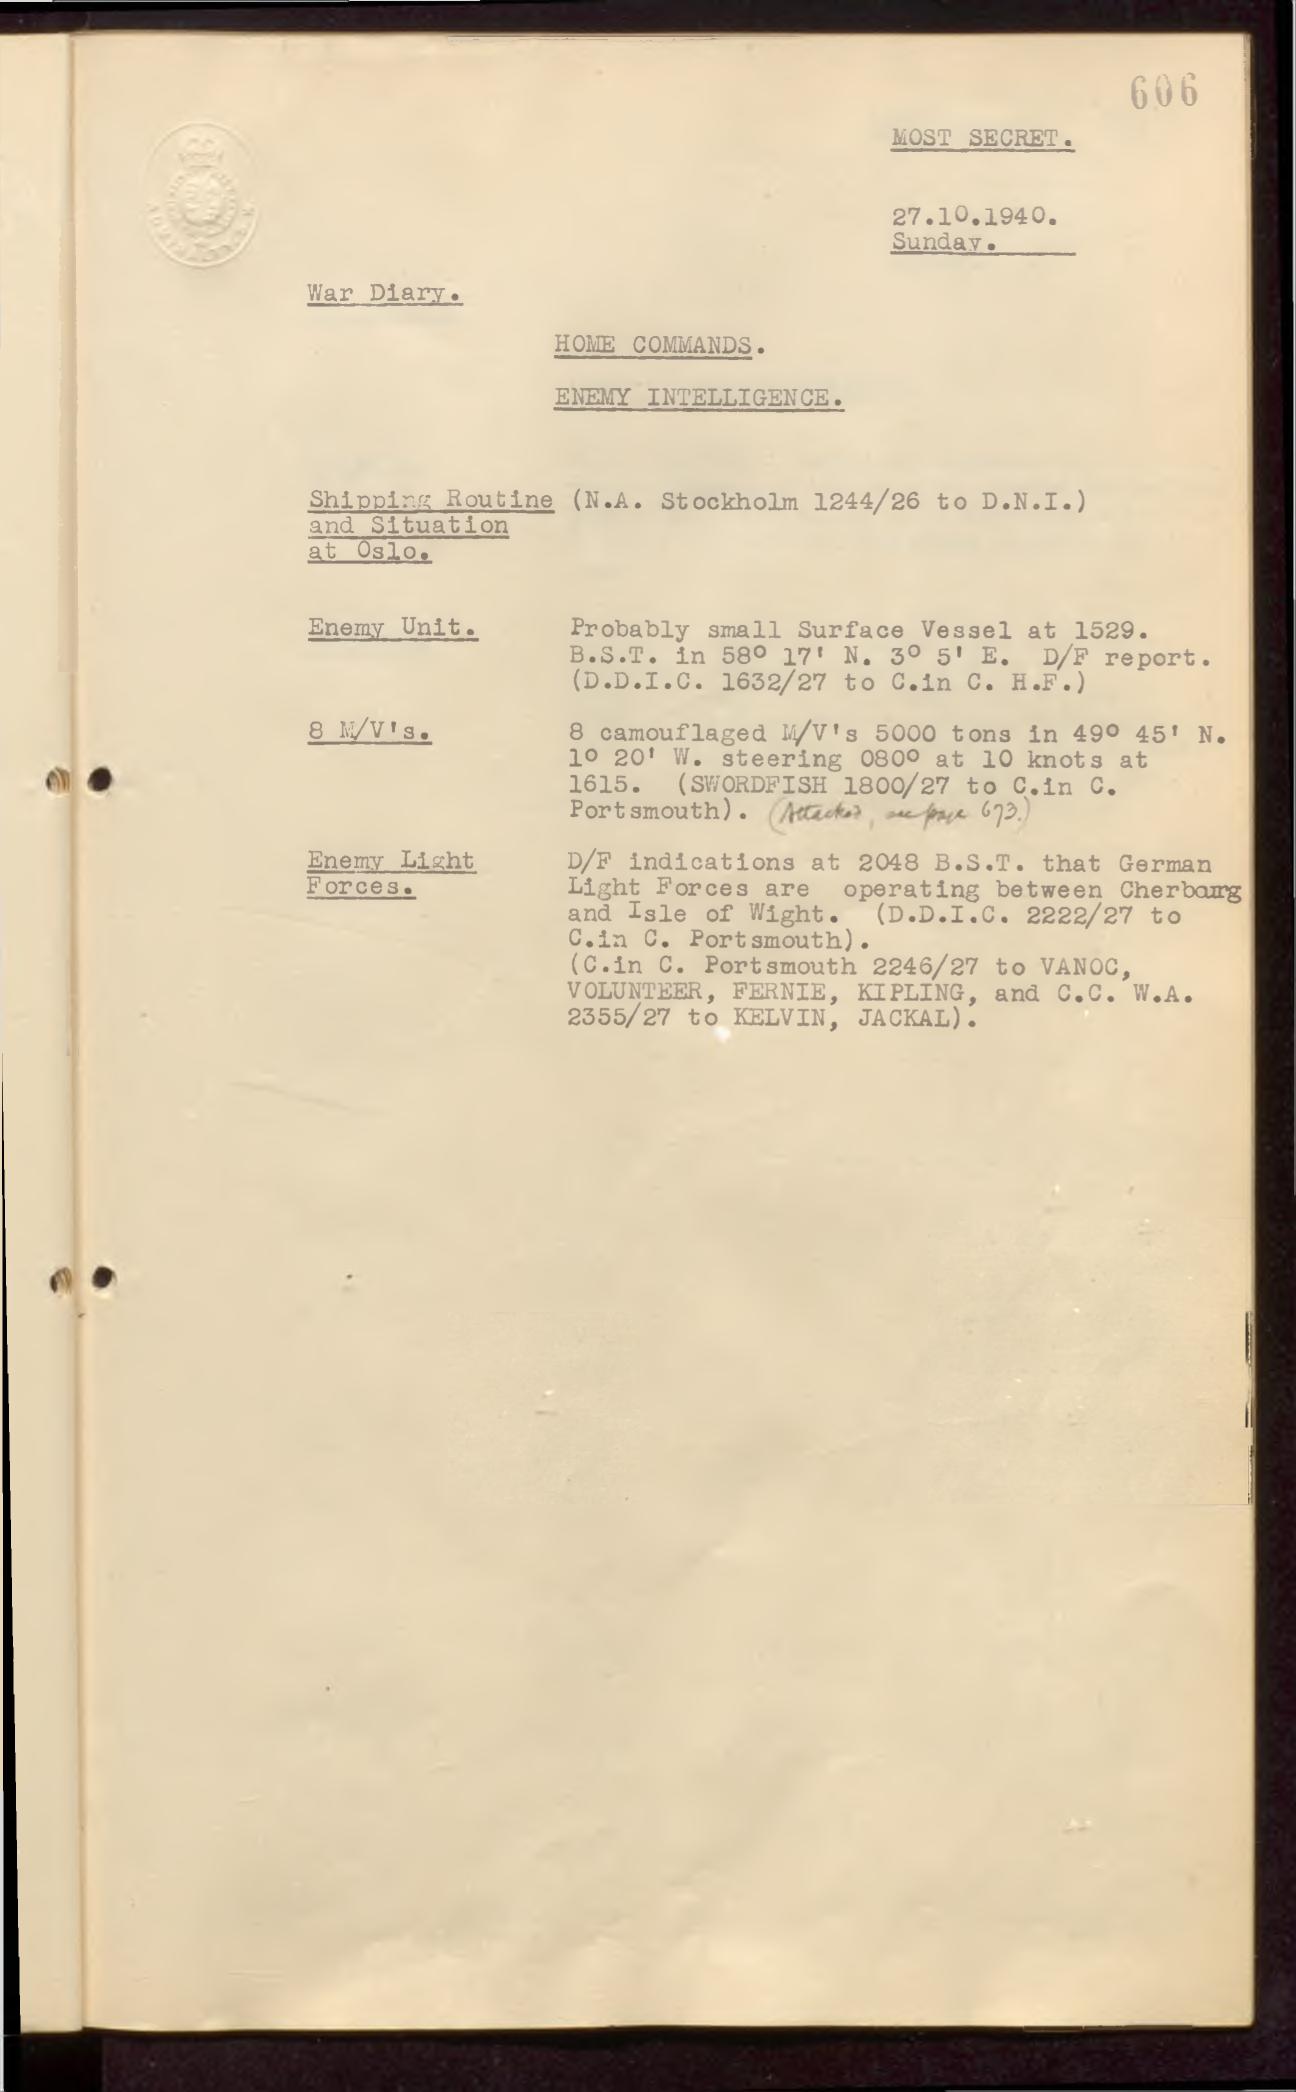 606
MOST SECRET.
27.10.1940.
Sunday.
War Diary.
HOME COMMANDS.
ENEMY INTELLIGENCE.
Shipping Routine (N.A. Stockholm 1244/26 to D.N.I.)
and Situation
at Oslo.
Enemy Unit. Probably small Surface Vessel at 1529.
B.S.T. in 58° 17' N. 3° 5' E. D/F report.
(D.D.I.C. 1632/27 to C.in C. H.F.)
8 M/V's. 8 camouflaged M/V's 5000 tons in 49° 45' N.
1° 20' W. steering 080° at 10 knots at
1615. (SWORDFISH 1800/27 to C.in C.
Portsmouth). (Attacked, see page 673.)
Enemy Light D/F indications at 2048 B.S.T. that German
Forces. Light Forces are operating between Cherbourg
and Isle of Wight. (D.D.I.C. 2222/27 to
C.in C. Portsmouth).
(C.in C. Portsmouth 2246/27 to VANOC,
VOLUNTEER, FERNIE, KIPLING, and C.C. W.A.
2355/27 to KELVIN, JACKAL).